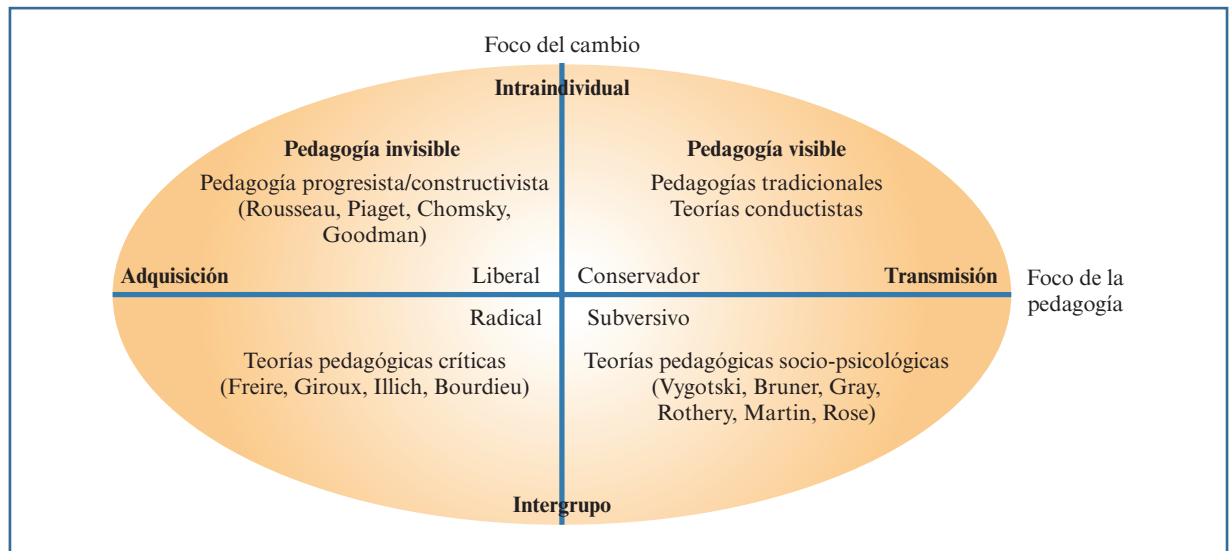 Foco del cambio
Intraindividual
Pedagogía invisible
Pedagogía progresista/constructivista
(Rousseau, Piaget, Chomsky,
Goodman)
Pedagogía visible
Pedagogías tradicionales
Teorías conductistas
Adquisición
Liberal
Conservador
Transmisión
Foco de la
pedagogía
Radical
Subversivo
Teorías pedagógicas críticas
(Freire, Giroux, Illich, Bourdieu)
Teorías pedagógicas socio-psicológicas
(Vygotski, Bruner, Gray,
Rothery, Martin, Rose)
Intergrupo